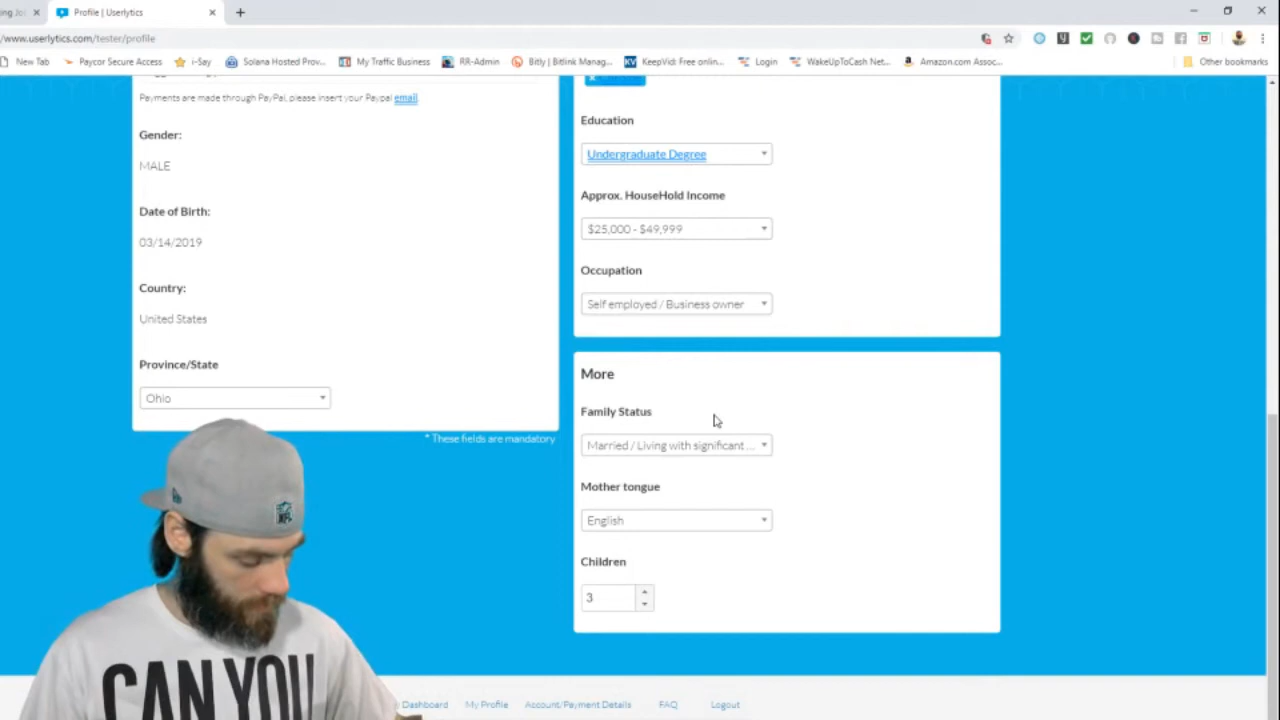 Profile | Userlytics
/www.userlytics.com/tester/profile
New Tab
Paycor Secure Access
i-Say
Solana Hosted Prov...
My Traffic Business
RR-Admin
Bitly | Bitlink Manag...
KeepVid: Free onlin...
Login
WakeUpToCash Net...
Amazon.com Assoc...
Other bookmarks
Payments are made through PayPal, please insert your Paypal email
Gender:
MALE
Date of Birth:
03/14/2019
Country:
United States
Province/State
Ohio
* These fields are mandatory
Education
Undergraduate Degree
Approx. HouseHold Income
$25,000 - $49,999
Occupation
Self employed / Business owner
More
Family Status
Married / Living with significant ...
Mother tongue
English
Children
3
CAN YOU
NFL
Dashboard
My Profile
Account/Payment Details
FAQ
Logout